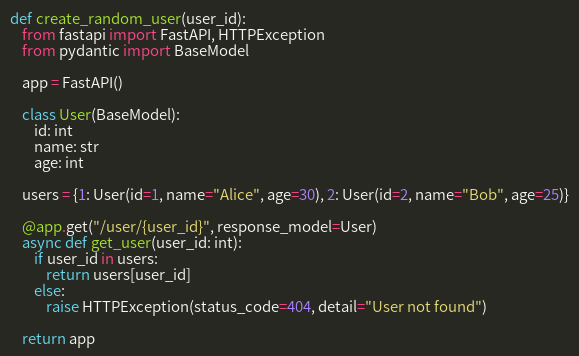 def create_random_user(user_id):
from fastapi import FastAPI, HTTPException
from pydantic import BaseModel
app = FastAPI()
class User(BaseModel):
id: int
name: str
age: int
users = {1: User(id=1, name="Alice", age=30), 2: User(id=2, name="Bob", age=25)}
@app.get("/user/{user_id}", response_model=User)
async def get_user(user_id: int):
if user_id in users:
return users[user_id]
else:
raise HTTPException(status_code=404, detail="User not found")
return app